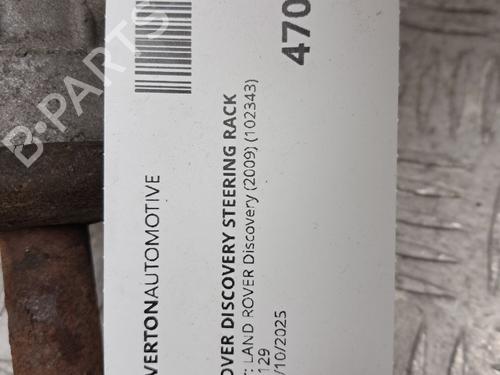 470
OVER DISCOVERY STEERING RACK
: LAND ROVER Discovery (2009) (102343)
129
/10/2025
VERTONAUTOMOTIVE
B-PARTS